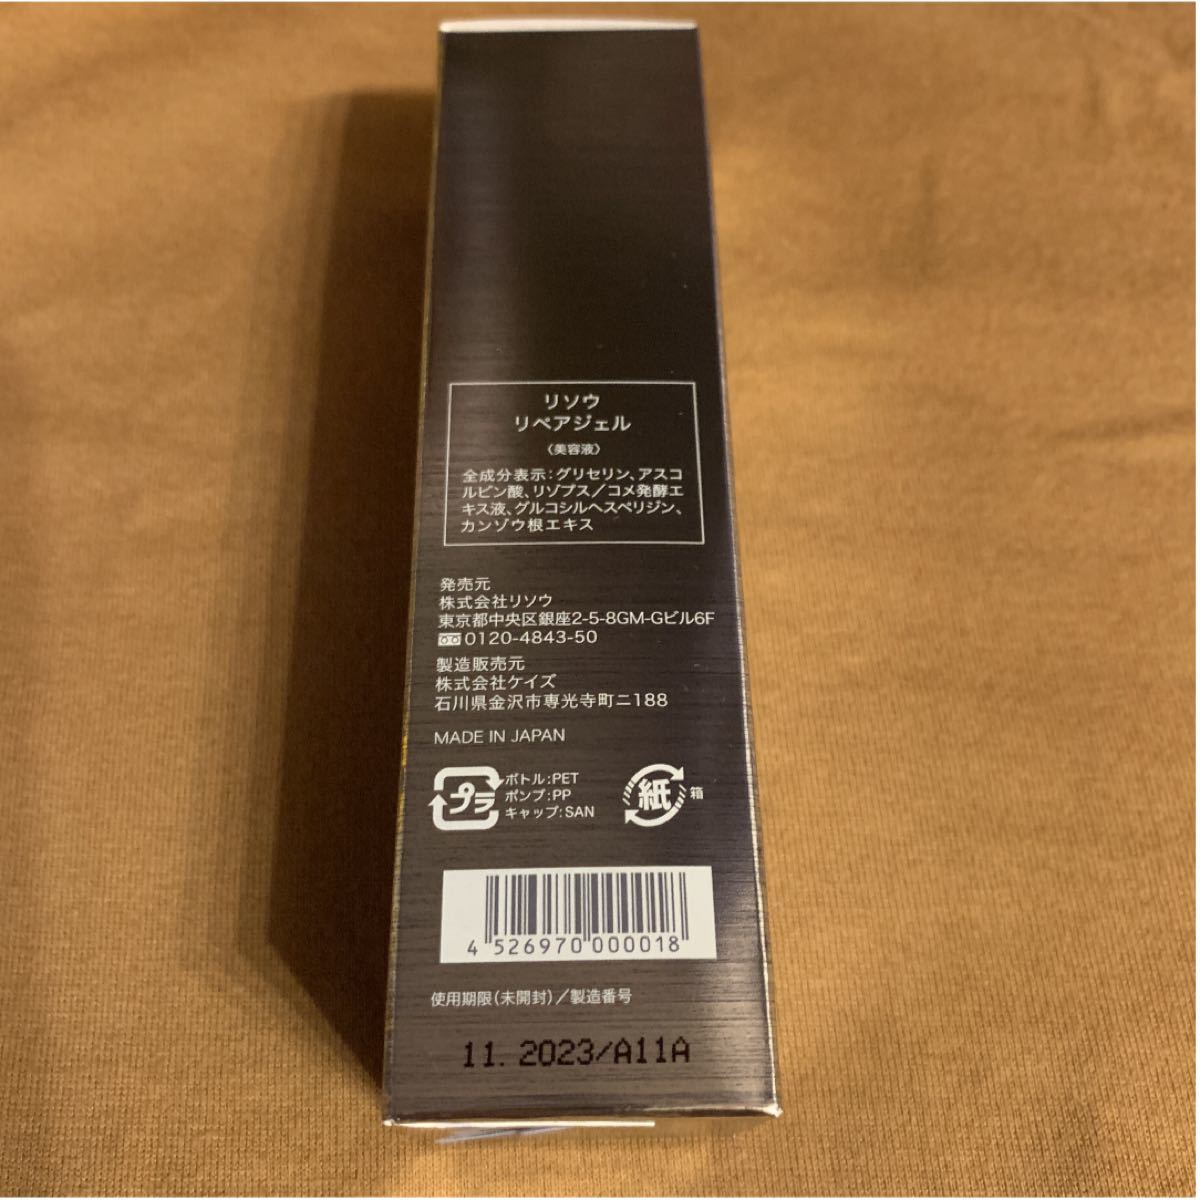 リソウ
リペアジェル
〈美容液〉
全成分表示：グリセリン、アスコ
ルビン酸、リゾプス／コメ発酵エ
キス液、グルコシルヘスペリジン、
カンゾウ根エキス
発売元
株式会社リソウ
東京都中央区銀座2-5-8GM-Gビル6F
0120-4843-50
製造販売元
株式会社ケイズ
石川県金沢市専光寺町ニ188
MADE IN JAPAN
プラ
ボトル：PET
ポンプ：PP
キャップ：SAN
紙
箱
4 526970 000018
使用期限（未開封）／製造番号
11. 2023/A11A